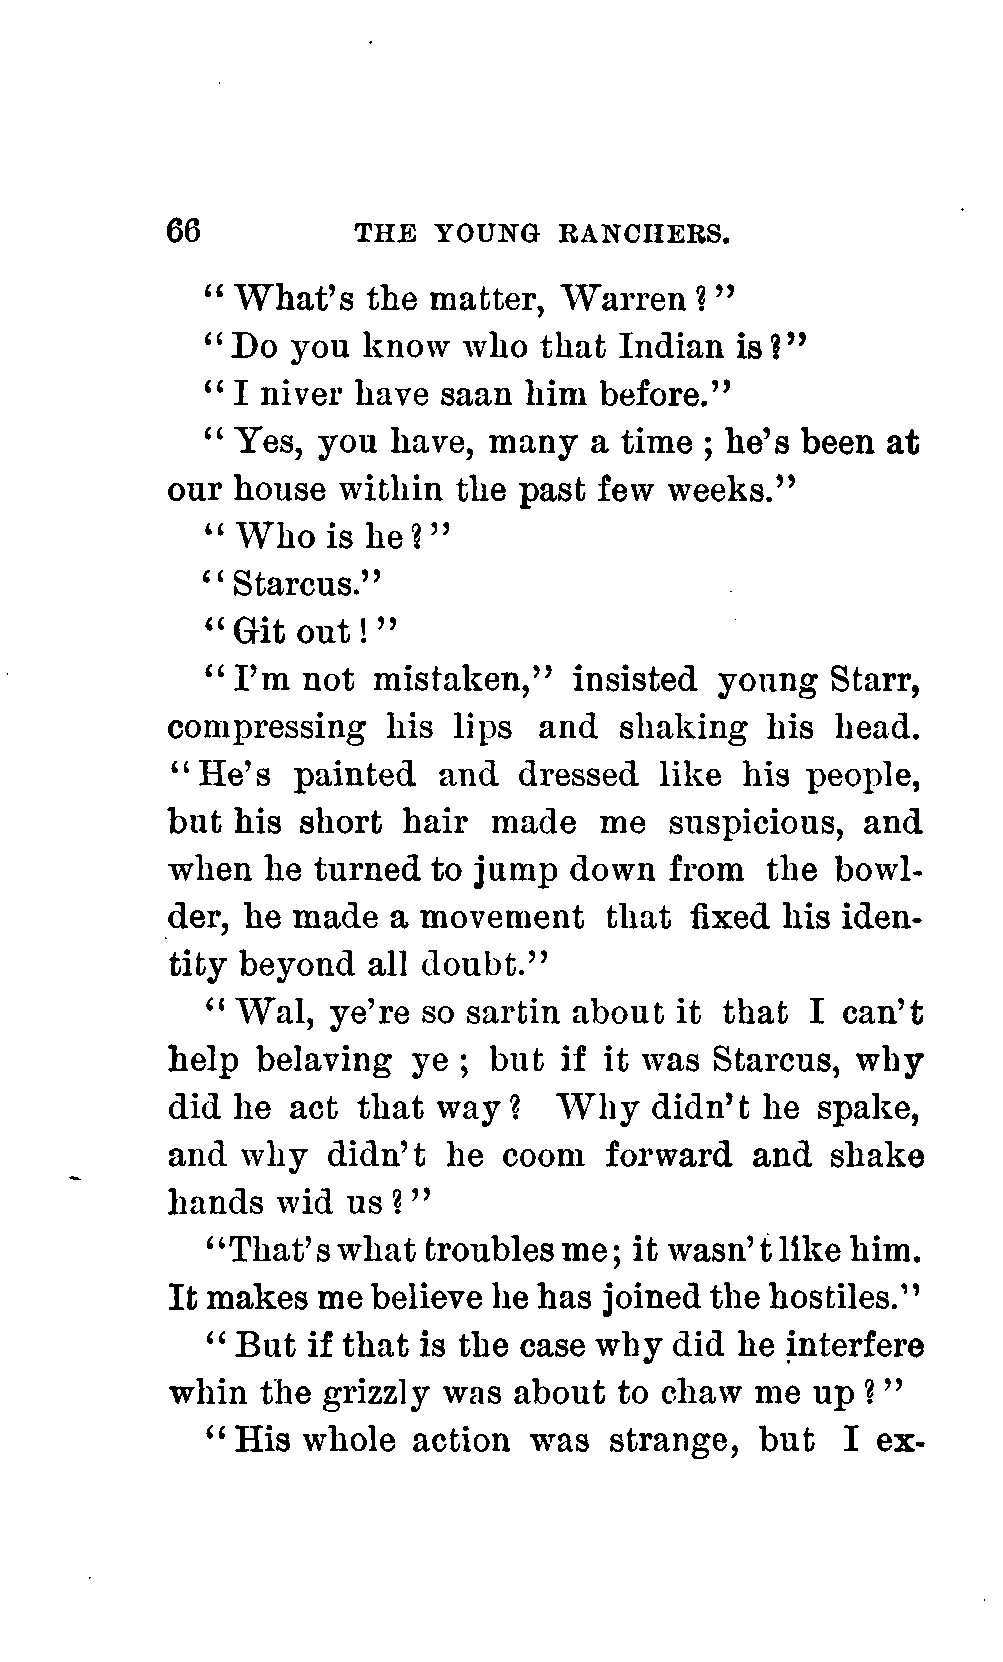 66 THE YOUNG RANCHERS.
“What’s the matter, Warren?”
“Do you know who that Indian is?”
“I niver have saan him before.”
“Yes, you have, many a time; he’s been at
our house within the past few weeks.”
“Who is he?”
“Starcus.”
“Git out!”
“I’m not mistaken,” insisted young Starr,
compressing his lips and shaking his head.
“He’s painted and dressed like his people,
but his short hair made me suspicious, and
when he turned to jump down from the bowl-
der, he made a movement that fixed his iden-
tity beyond all doubt.”
“Wal, ye’re so sartin about it that I can’t
help belaving ye; but if it was Starcus, why
did he act that way? Why didn’t he spake,
and why didn’t he coom forward and shake
hands wid us?”
“That’s what troubles me; it wasn’t like him.
It makes me believe he has joined the hostiles.”
“But if that is the case why did he interfere
whin the grizzly was about to chaw me up?”
“His whole action was strange, but I ex-